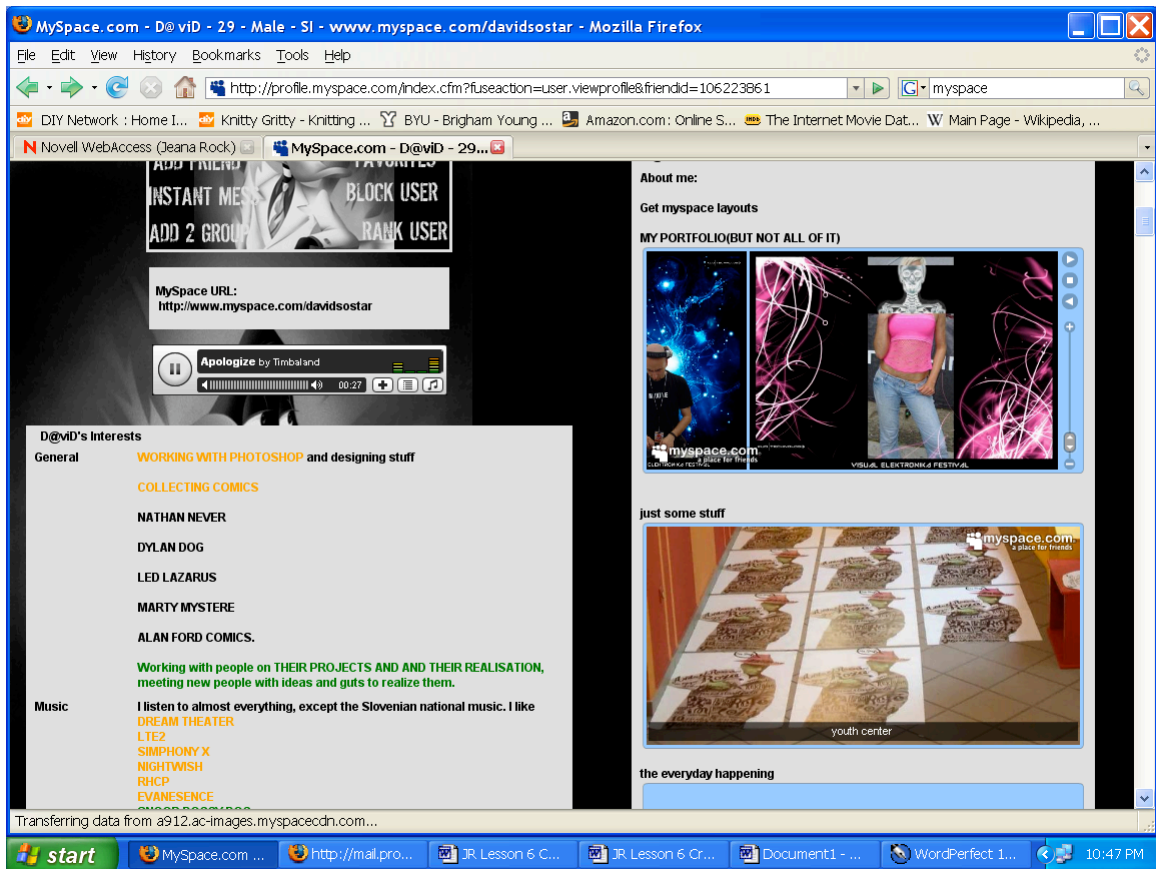 MySpace.com - D@viD - 29 - Male - SI - www.myspace.com/davidsostar - Mozilla Firefox
File Edit View History Bookmarks Tools Help
http://profile.myspace.com/index.cfm?fuseaction=user.viewprofile&friendid=106223861
myspace
DIY Network : Home I... Knitty Gritty - Knitting ... BYU - Brigham Young ... Amazon.com: Online S... The Internet Movie Dat... Main Page - Wikipedia, ...
Novell WebAccess (Jeana Rock) MySpace.com - D@viD - 29...
ADD FRIEND FAVORITES
INSTANT MESS BLOCK USER
ADD 2 GROUP RANK USER
MySpace URL:
http://www.myspace.com/davidsostar
Apologize by Timbaland
00:27
D@viD's Interests
General
WORKING WITH PHOTOSHOP and designing stuff
COLLECTING COMICS
NATHAN NEVER
DYLAN DOG
LED LAZARUS
MARTY MYSTERE
ALAN FORD COMICS.
Working with people on THEIR PROJECTS AND AND THEIR REALISATION,
meeting new people with ideas and guts to realize them.
Music
I listen to almost everything, except the Slovenian national music. I like
DREAM THEATER
LTE2
SIMPHONY X
NIGHTWISH
RHCP
EVANESENCE
About me:
Get myspace layouts
MY PORTFOLIO(BUT NOT ALL OF IT)
myspace.com
a place for friends
VISUAL ELEKTRONIKA FESTIVAL
just some stuff
myspace.com
a place for friends
youth center
the everyday happening
Transferring data from a912.ac-images.myspacecdn.com...
start MySpace.com ... http://mail.pro... JR Lesson 6 C... JR Lesson 6 Cr... Document1 - ... WordPerfect 1... 10:47 PM